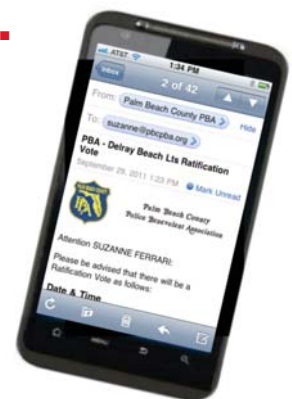 AT&T 1:34 PM
Inbox 2 of 42
From: Palm Beach County PBA Hide
To: suzanne@pbcpba.org
PBA - Delray Beach Lts Ratification
Vote
September 29, 2011 1:23 PM Mark Unread
Palm Beach County
Police Benevolent Association
Attention SUZANNE FERRARI:
Please be advised that there will be a
Ratification Vote as follows:
Date & Time
MENU